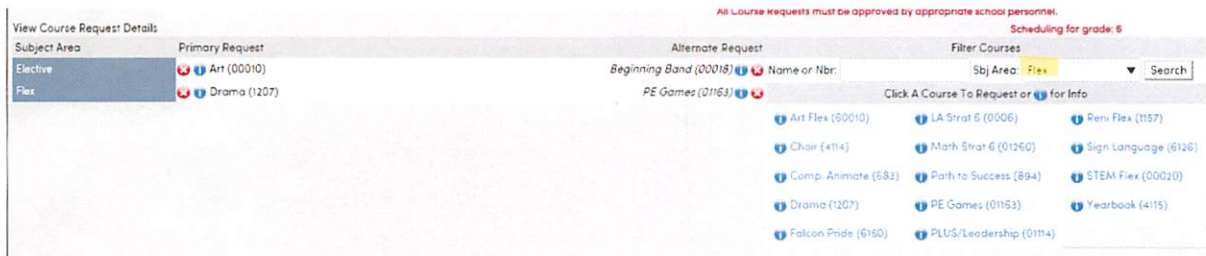 All Course Requests must be approved by appropriate school personnel.
View Course Request Details
Scheduling for grade: 6
Subject Area Primary Request Alternate Request Filter Courses
Elective Art (00010) Beginning Band (00018) Name or Nbr: Sbj Area: Flex Search
Flex Drama (1207) PE Games (01163) Click A Course To Request or for Info
Art Flex (60010) LA Strat 6 (0006) Reni Flex (1157)
Choir (4114) Math Strat 6 (01260) Sign Language (6126)
Comp. Animate (683) Path to Success (894) STEM Flex (00020)
Drama (1207) PE Games (01163) Yearbook (4115)
Falcon Pride (6150) PLUS/Leadership (01114)